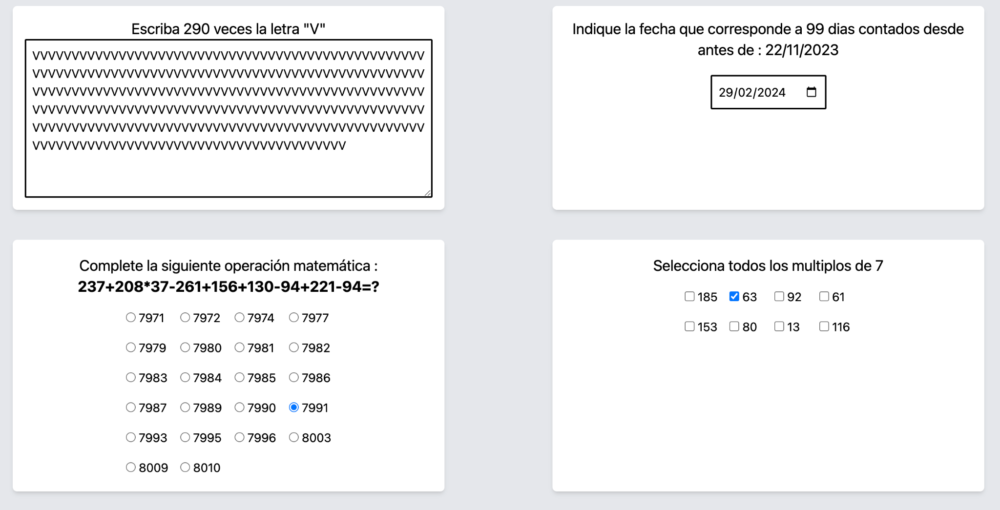 Escriba 290 veces la letra "V"
VVVVVVVVVVVVVVVVVVVVVVVVVVVVVVVVVVVVVVVVVVVVVVVVVV
VVVVVVVVVVVVVVVVVVVVVVVVVVVVVVVVVVVVVVVVVVVVVVVVVV
VVVVVVVVVVVVVVVVVVVVVVVVVVVVVVVVVVVVVVVVVVVVVVVVVV
VVVVVVVVVVVVVVVVVVVVVVVVVVVVVVVVVVVVVVVVVVVVVVVVVV
VVVVVVVVVVVVVVVVVVVVVVVVVVVVVVVVVVVVVVVVVVVVVVVVVV
VVVVVVVVVVVVVVVVVVVVVVVVVVVVVVVVVVVVVVVV
Indique la fecha que corresponde a 99 dias contados desde
antes de : 22/11/2023
29/02/2024
Complete la siguiente operación matemática :
237+208*37-261+156+130-94+221-94=?
7971 7972 7974 7977
7979 7980 7981 7982
7983 7984 7985 7986
7987 7989 7990 7991
7993 7995 7996 8003
8009 8010
Selecciona todos los multiplos de 7
185 63 92 61
153 80 13 116